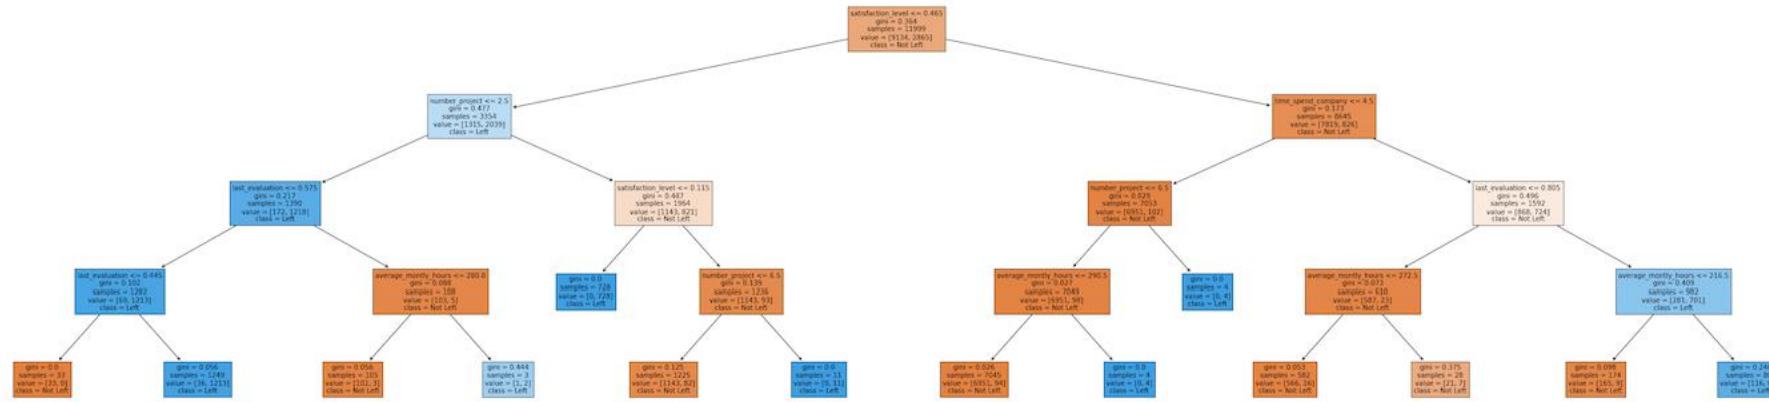 satisfaction_level <= 0.465
gini = 0.364
samples = 11999
value = [9134, 2865]
class = Not Left
number_project <= 2.5
gini = 0.477
samples = 3354
value = [1315, 2039]
class = Left
time_spend_company <= 4.5
gini = 0.173
samples = 8645
value = [7819, 826]
class = Not Left
last_evaluation <= 0.575
gini = 0.217
samples = 1390
value = [172, 1218]
class = Left
satisfaction_level <= 0.115
gini = 0.487
samples = 1964
value = [1143, 821]
class = Not Left
number_project <= 6.5
gini = 0.029
samples = 7053
value = [6951, 102]
class = Not Left
last_evaluation <= 0.805
gini = 0.496
samples = 1592
value = [868, 724]
class = Not Left
last_evaluation <= 0.445
gini = 0.102
samples = 1282
value = [69, 1213]
class = Left
average_montly_hours <= 280.0
gini = 0.088
samples = 108
value = [103, 5]
class = Not Left
gini = 0.0
samples = 728
value = [0, 728]
class = Left
number_project <= 6.5
gini = 0.139
samples = 1236
value = [1143, 93]
class = Not Left
average_montly_hours <= 290.5
gini = 0.027
samples = 7049
value = [6951, 98]
class = Not Left
gini = 0.0
samples = 4
value = [0, 4]
class = Left
average_montly_hours <= 272.5
gini = 0.073
samples = 610
value = [587, 23]
class = Not Left
average_montly_hours <= 216.5
gini = 0.409
samples = 982
value = [281, 701]
class = Left
gini = 0.0
samples = 33
value = [33, 0]
class = Not Left
gini = 0.056
samples = 1249
value = [36, 1213]
class = Left
gini = 0.056
samples = 105
value = [102, 3]
class = Not Left
gini = 0.444
samples = 3
value = [1, 2]
class = Left
gini = 0.125
samples = 1225
value = [1143, 82]
class = Not Left
gini = 0.0
samples = 11
value = [0, 11]
class = Left
gini = 0.026
samples = 7045
value = [6951, 94]
class = Not Left
gini = 0.0
samples = 4
value = [0, 4]
class = Left
gini = 0.053
samples = 582
value = [566, 16]
class = Not Left
gini = 0.375
samples = 28
value = [21, 7]
class = Not Left
gini = 0.098
samples = 174
value = [165, 9]
class = Not Left
gini =
samples =
value = [116,
class = Left